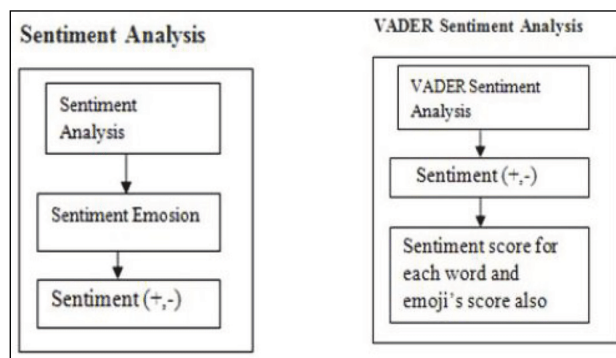 Sentiment Analysis
Sentiment
Analysis
Sentiment Emosion
Sentiment (+,-)
VADER Sentiment Analysis
VADER Sentiment
Analysis
Sentiment (+,-)
Sentiment score for
each word and
emoji's score also